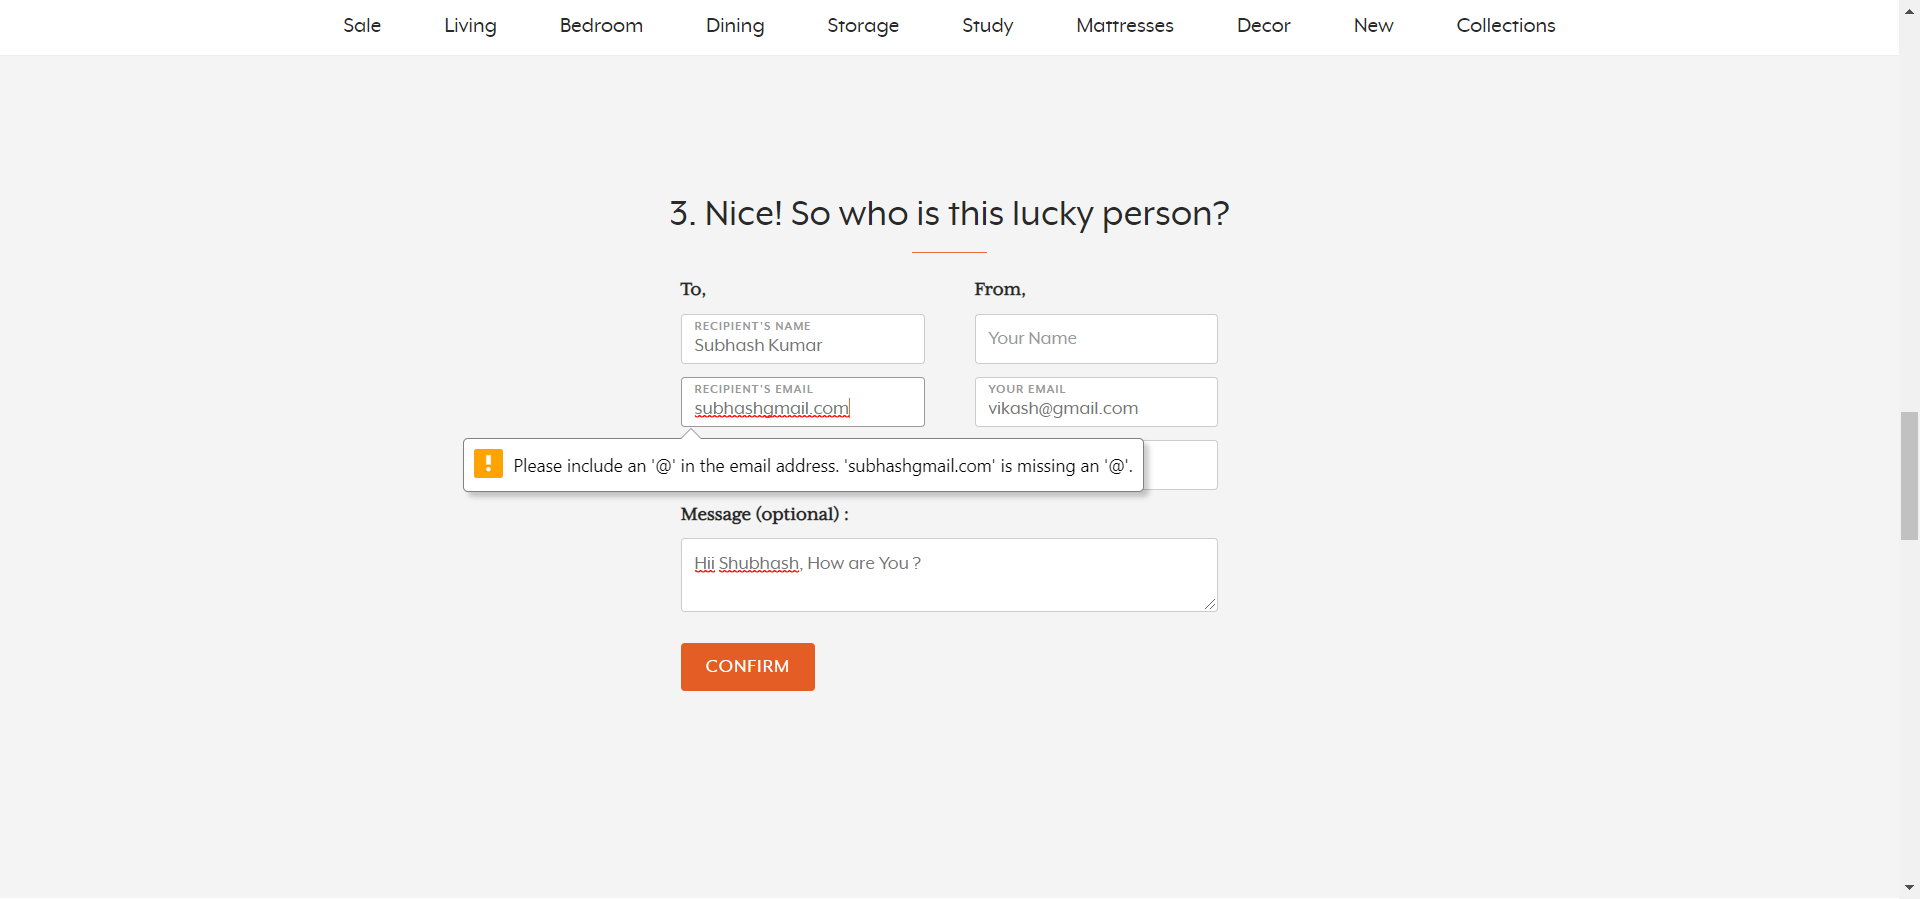 Sale Living Bedroom Dining Storage Study Mattresses Decor New Collections
3. Nice! So who is this lucky person?
To,
From,
RECIPIENT'S NAME
Subhash Kumar
Your Name
RECIPIENT'S EMAIL
subhashgmail.com
YOUR EMAIL
vikash@gmail.com
! Please include an '@' in the email address. 'subhashgmail.com' is missing an '@'.
Message (optional) :
Hii Shubhash, How are You ?
CONFIRM